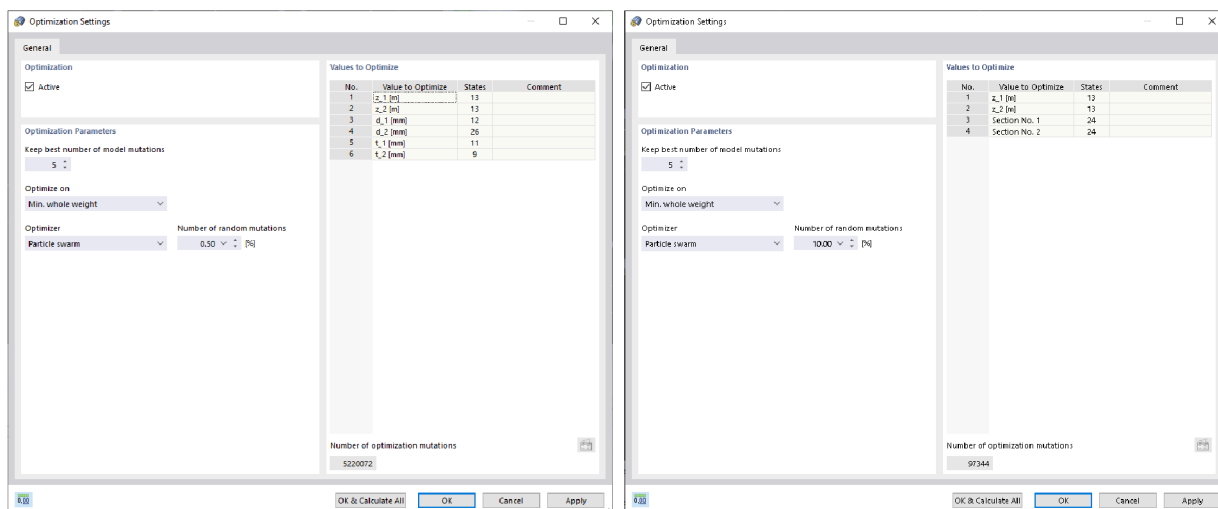 Optimization Settings
General
Optimization
Active
Optimization Parameters
Keep best number of model mutations
5
Optimize on
Min. whole weight
Optimizer
Number of random mutations
Particle swarm
0.50
[%]
Values to Optimize
No. Value to Optimize States Comment
1 z_1 [m] 13
2 z_2 [m] 13
3 d_1 [mm] 12
4 d_2 [mm] 26
5 t_1 [mm] 11
6 t_2 [mm] 9
Number of optimization mutations
5220072
0,00
OK & Calculate All OK Cancel Apply
Optimization Settings
General
Optimization
Active
Optimization Parameters
Keep best number of model mutations
5
Optimize on
Min. whole weight
Optimizer
Number of random mutations
Particle swarm
10.00
[%]
Values to Optimize
No. Value to Optimize States Comment
1 z_1 [m] 13
2 z_2 [m] 13
3 Section No. 1 24
4 Section No. 2 24
Number of optimization mutations
97344
0,00
OK & Calculate All OK Cancel Apply